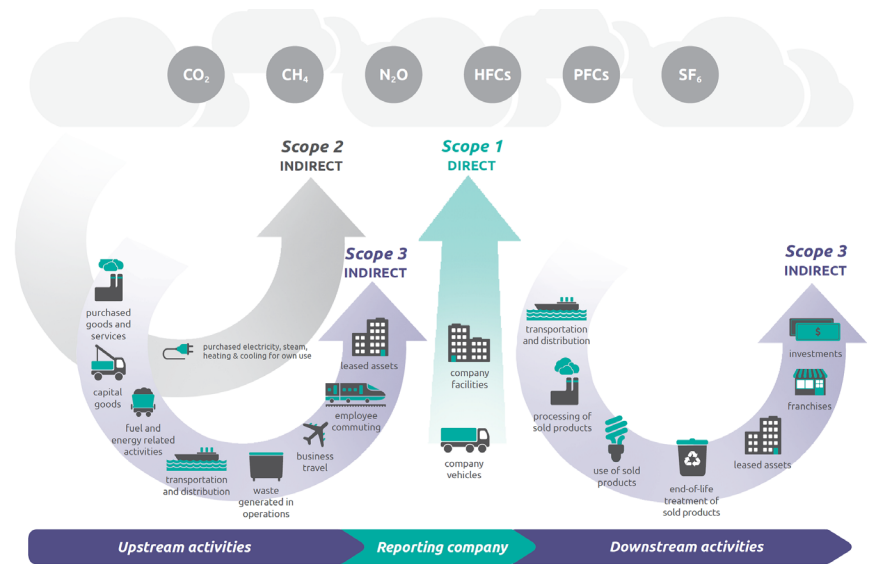 CO₂
CH₄
N₂O
HFCs
PFCs
SF₆
Scope 2
INDIRECT
Scope 1
DIRECT
Scope 3
INDIRECT
Scope 3
INDIRECT
purchased
goods and
services
capital
goods
fuel and
energy related
activities
transportation
and distribution
waste
generated in
operations
business
travel
employee
commuting
leased assets
purchased electricity, steam,
heating & cooling for own use
company
facilities
company
vehicles
transportation
and distribution
processing of
sold products
use of sold
products
end-of-life
treatment of
sold products
leased assets
franchises
investments
$
Upstream activities
Reporting company
Downstream activities